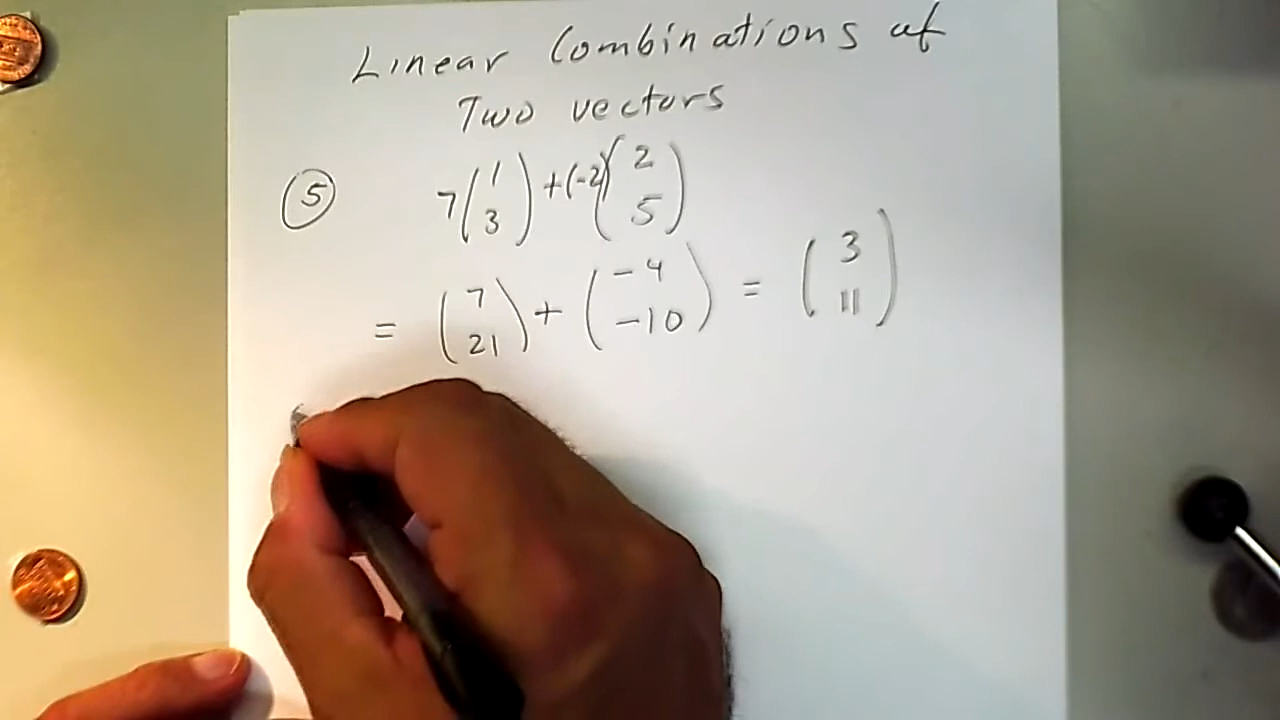 Linear Combinations of
Two vectors
⑤ 7(1 3) + (-2)(2 5)
= (7 21) + (-4 -10) = (3 11)